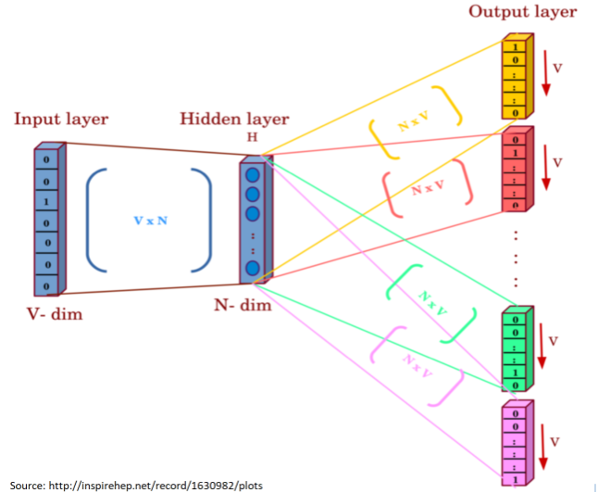 Output layer
1
0
:
:
:
0
V
Input layer
Hidden layer
H
N x V
0
0
1
0
0
0
0
V x N
:
:
N x V
0
1
:
:
:
0
V
:
:
V- dim
N- dim
N x V
0
0
:
:
1
0
V
N x V
0
0
:
:
:
1
V
Source: http://inspirehep.net/record/1630982/plots